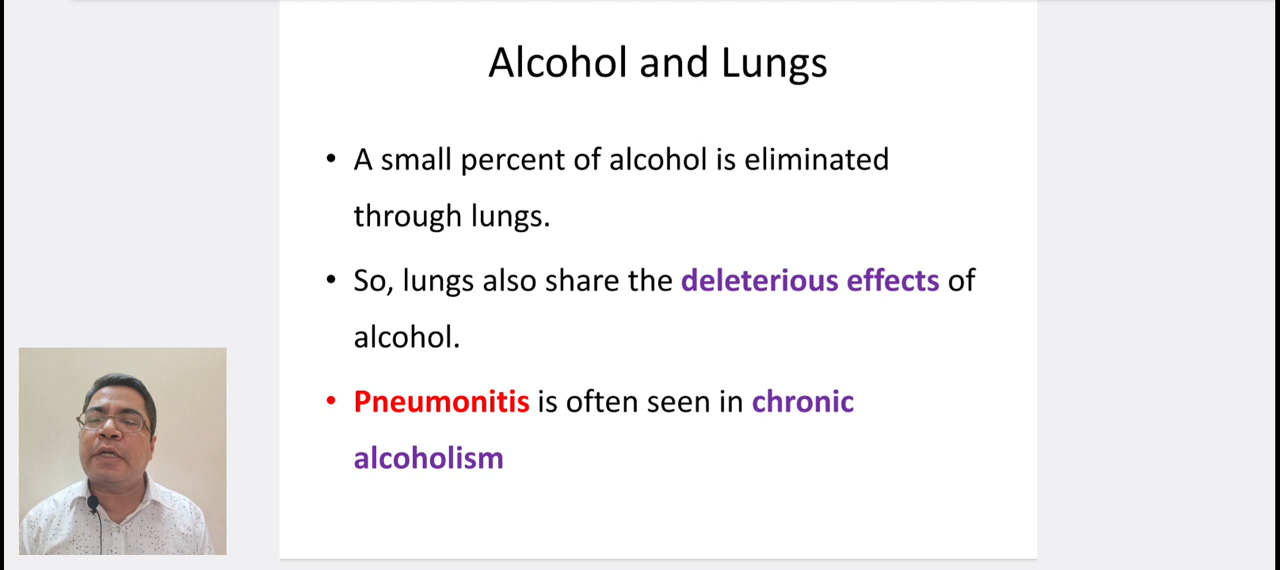 Alcohol and Lungs
• A small percent of alcohol is eliminated
through lungs.
• So, lungs also share the deleterious effects of
alcohol.
• Pneumonitis is often seen in chronic
alcoholism